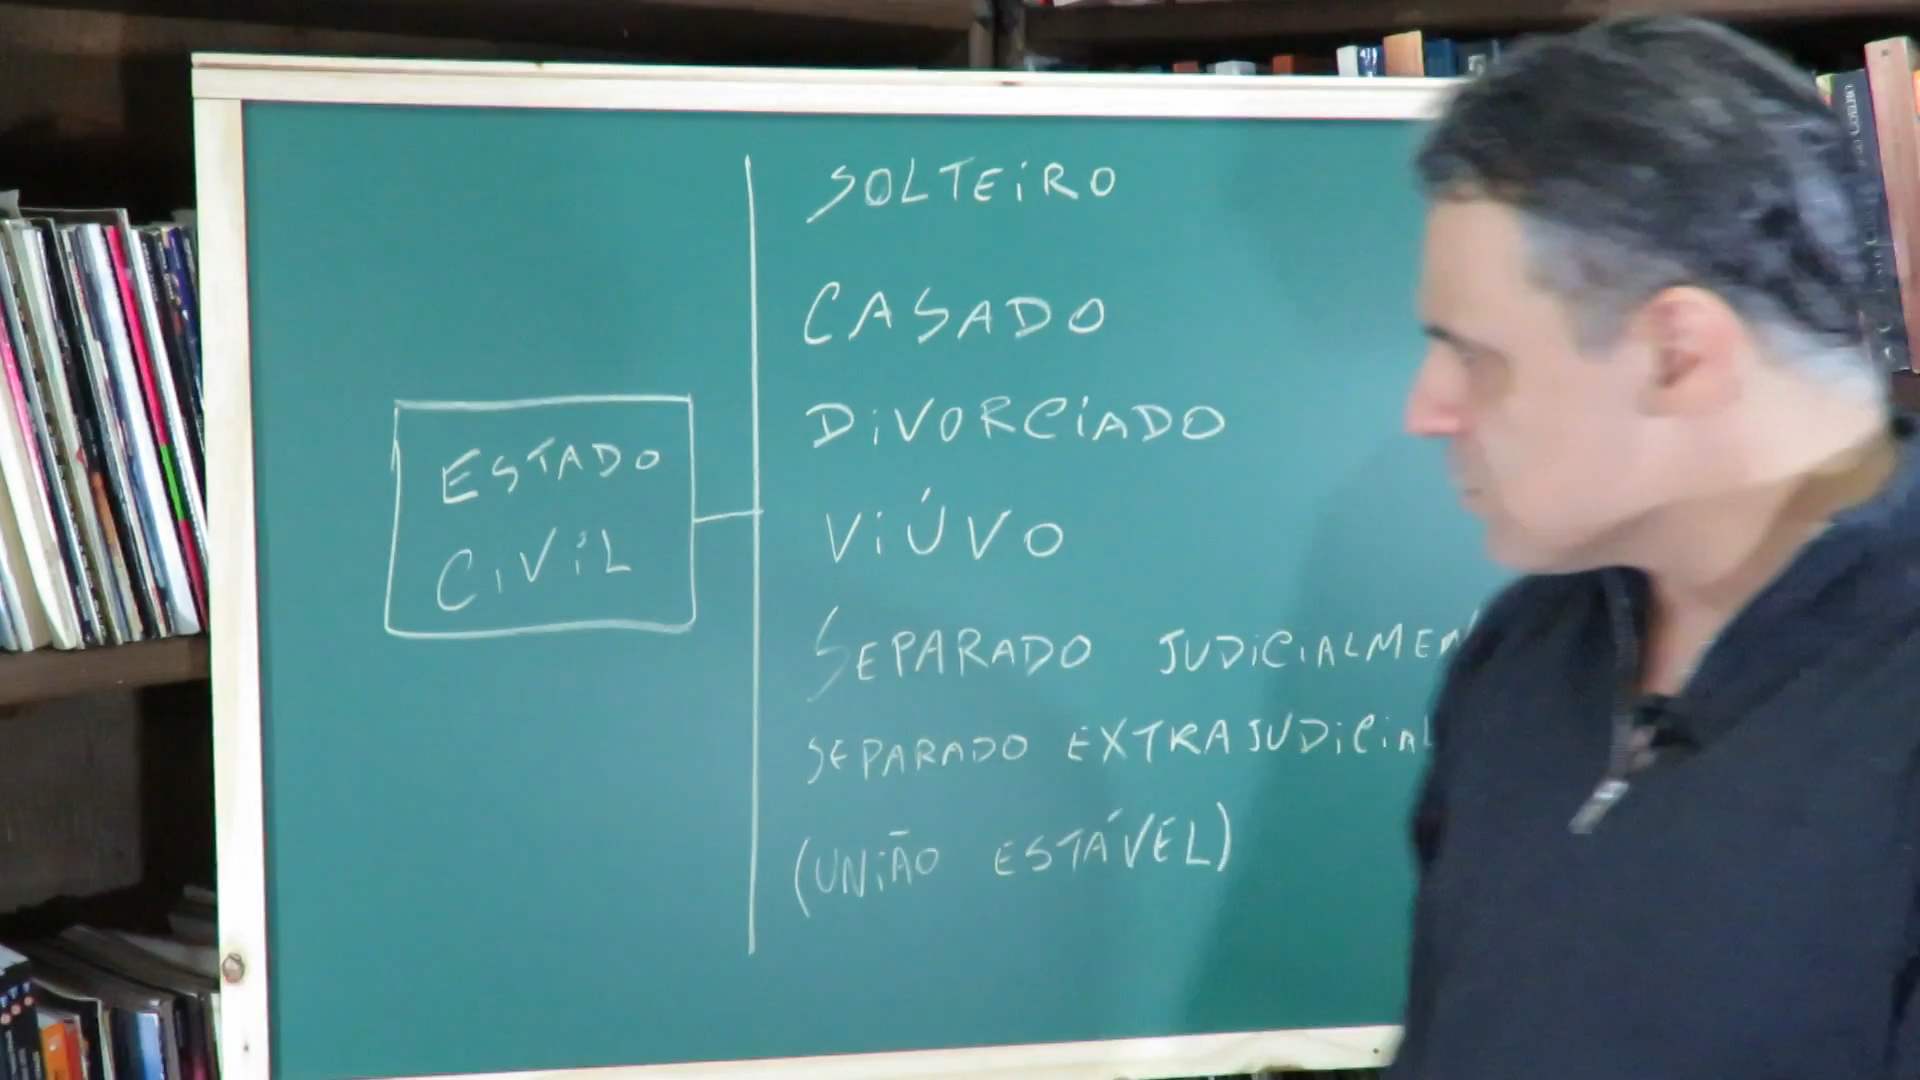 ESTADO
CIVIL
SOLTEIRO
CASADO
DIVORCIADO
VIÚVO
SEPARADO JUDICIALMEN
SEPARADO EXTRAJUDICIAL
(UNIÃO ESTÁVEL)